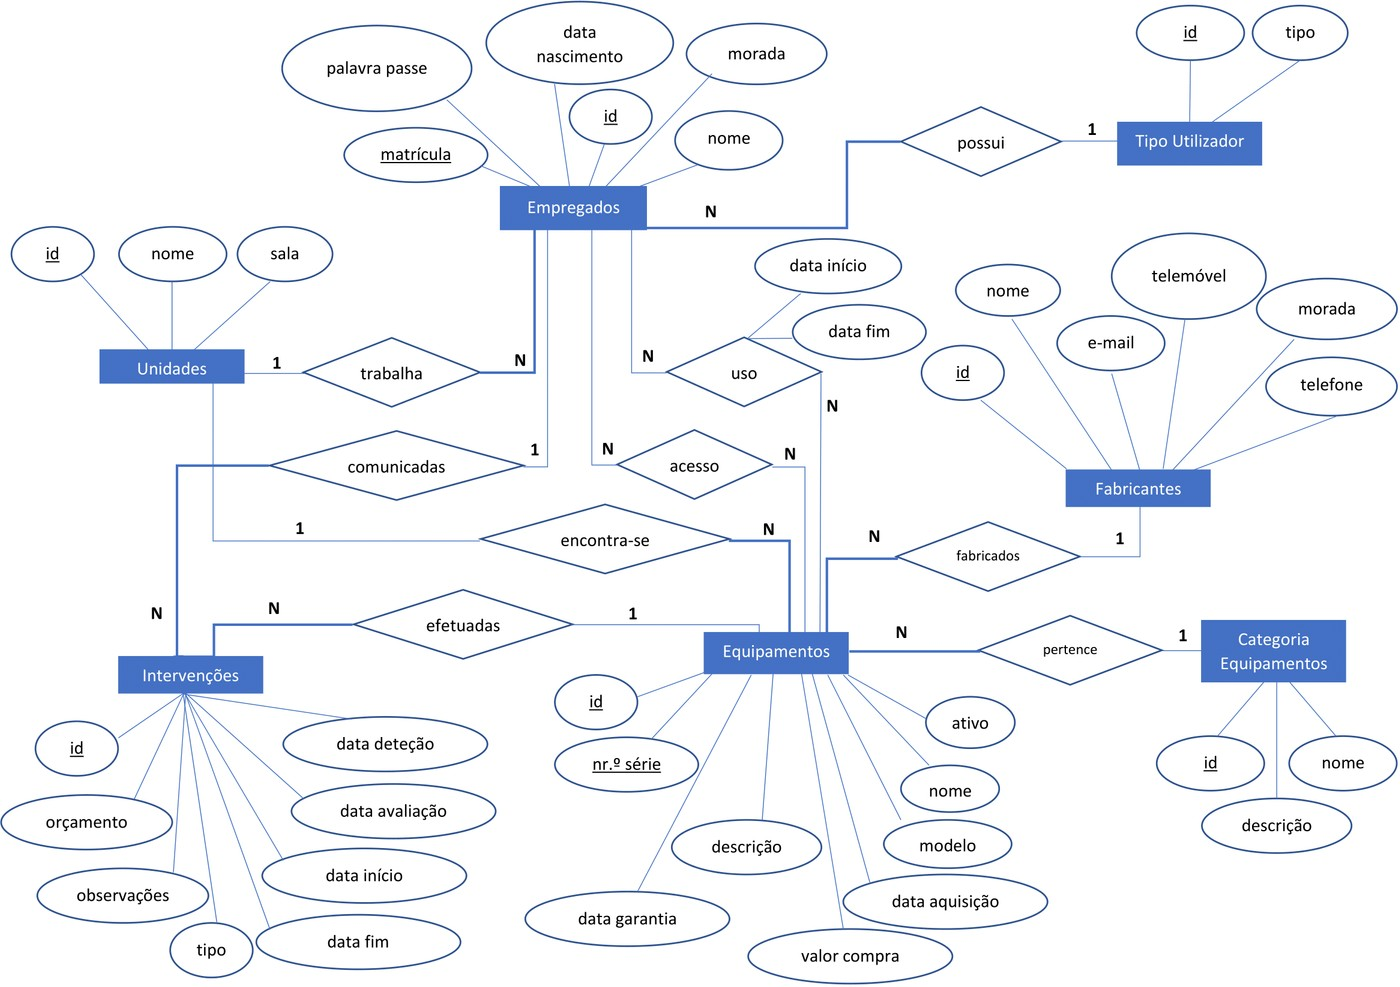 palavra passe
data
nascimento
morada
id
matrícula
nome
Empregados
N
possui
1
id
tipo
Tipo Utilizador
id
nome
sala
Unidades
1
trabalha
N
data início
data fim
N
uso
N
nome
e-mail
telemóvel
morada
id
telefone
Fabricantes
comunicadas
1
N
acesso
N
1
encontra-se
N
N
fabricados
1
N
N
efetuadas
1
Intervenções
Equipamentos
N
pertence
1
Categoria
Equipamentos
id
data deteção
orçamento
data avaliação
observações
data início
tipo
data fim
id
nr.º série
ativo
nome
descrição
modelo
data garantia
data aquisição
valor compra
id
nome
descrição